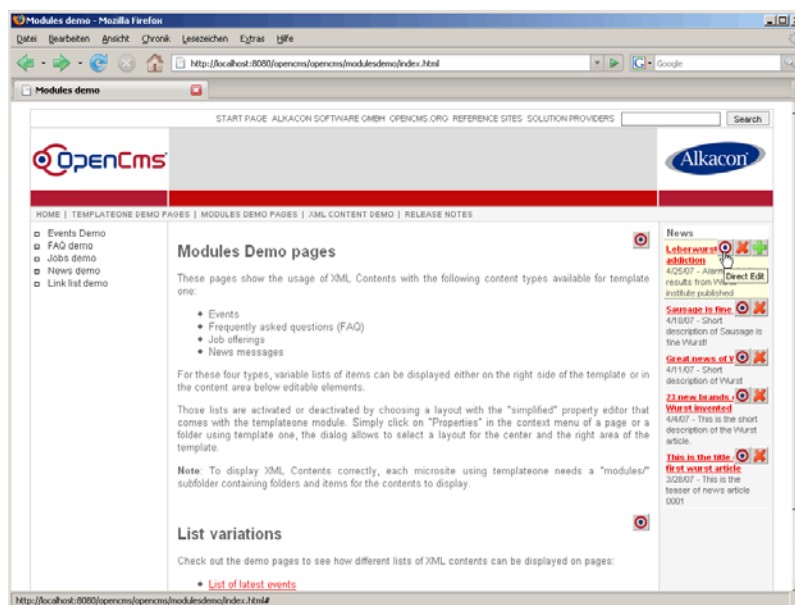 Modules demo - Mozilla Firefox
Datei Bearbeiten Ansicht Chronik Lesezeichen Extras Hilfe
http://localhost:8080/opencms/opencms/modulesdemo/index.html
Google
Modules demo
START PAGE ALKACON SOFTWARE GMBH OPENCMS.ORG REFERENCE SITES SOLUTION PROVIDERS
Search
OpenCms
Alkacon
HOME | TEMPLATEONE DEMO PAGES | MODULES DEMO PAGES | XML CONTENT DEMO | RELEASE NOTES
Events Demo
FAQ demo
Jobs demo
News demo
Link list demo
Modules Demo pages
These pages show the usage of XML Contents with the following content types available for template
one:
Events
Frequently asked questions (FAQ)
Job offerings
News messages
For these four types, variable lists of items can be displayed either on the right side of the template or in
the content area below editable elements.
Those lists are activated or deactivated by choosing a layout with the "simplified" property editor that
comes with the templateone module. Simply click on "Properties" in the context menu of a page or a
folder using template one, the dialog allows to select a layout for the center and the right area of the
template.
Note: To display XML Contents correctly, each microsite using templateone needs a "modules/"
subfolder containing folders and items for the contents to display.
List variations
Check out the demo pages to see how different lists of XML contents can be displayed on pages:
List of latest events
News
Leberwurst
addiction
Direct Edit
4/25/07 - Alarm
results from Wurst
institute published
Sausage is fine
4/18/07 - Short
description of Sausage is
fine Wurst!
Great news of
4/11/07 - Short
description of Wurst
23 new brands
Wurst invented
4/4/07 - This is the short
description of the Wurst
article.
This is the title
first wurst article
3/28/07 - This is the
teaser of news article
0001
http://localhost:8080/opencms/opencms/modulesdemo/index.html#